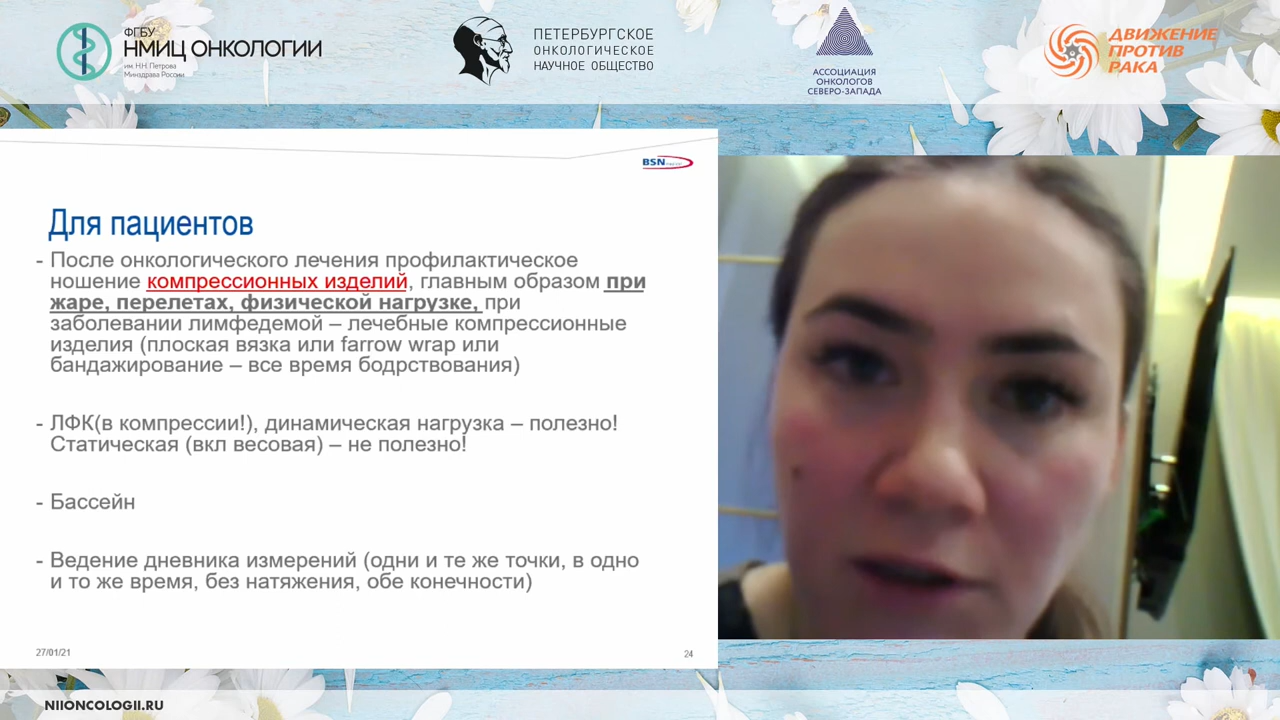 ФГБУ
НМИЦ ОНКОЛОГИИ
им. Н.Н. Петрова
Минздрава России
ПЕТЕРБУРГСКОЕ
ОНКОЛОГИЧЕСКОЕ
НАУЧНОЕ ОБЩЕСТВО
АССОЦИАЦИЯ
ОНКОЛОГОВ
СЕВЕРО-ЗАПАДА
ДВИЖЕНИЕ
ПРОТИВ
РАКА
BSN
Для пациентов
- После онкологического лечения профилактическое
ношение компрессионных изделий, главным образом при
жаре, перелетах, физической нагрузке, при
заболевании лимфедемой – лечебные компрессионные
изделия (плоская вязка или farrow wrap или
бандажирование – все время бодрствования)
- ЛФК(в компрессии!), динамическая нагрузка – полезно!
Статическая (вкл весовая) – не полезно!
- Бассейн
- Ведение дневника измерений (одни и те же точки, в одно
и то же время, без натяжения, обе конечности)
27/01/21
24
NIIONCOLOGII.RU